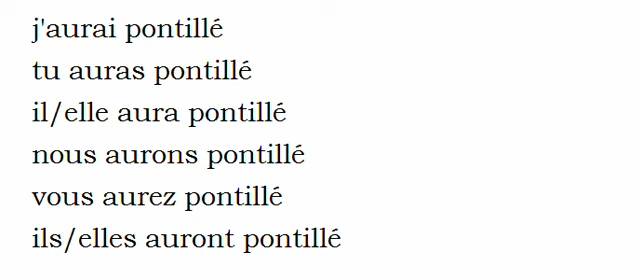 j'aurai pontillé
tu auras pontillé
il/elle aura pontillé
nous aurons pontillé
vous aurez pontillé
ils/elles auront pontillé